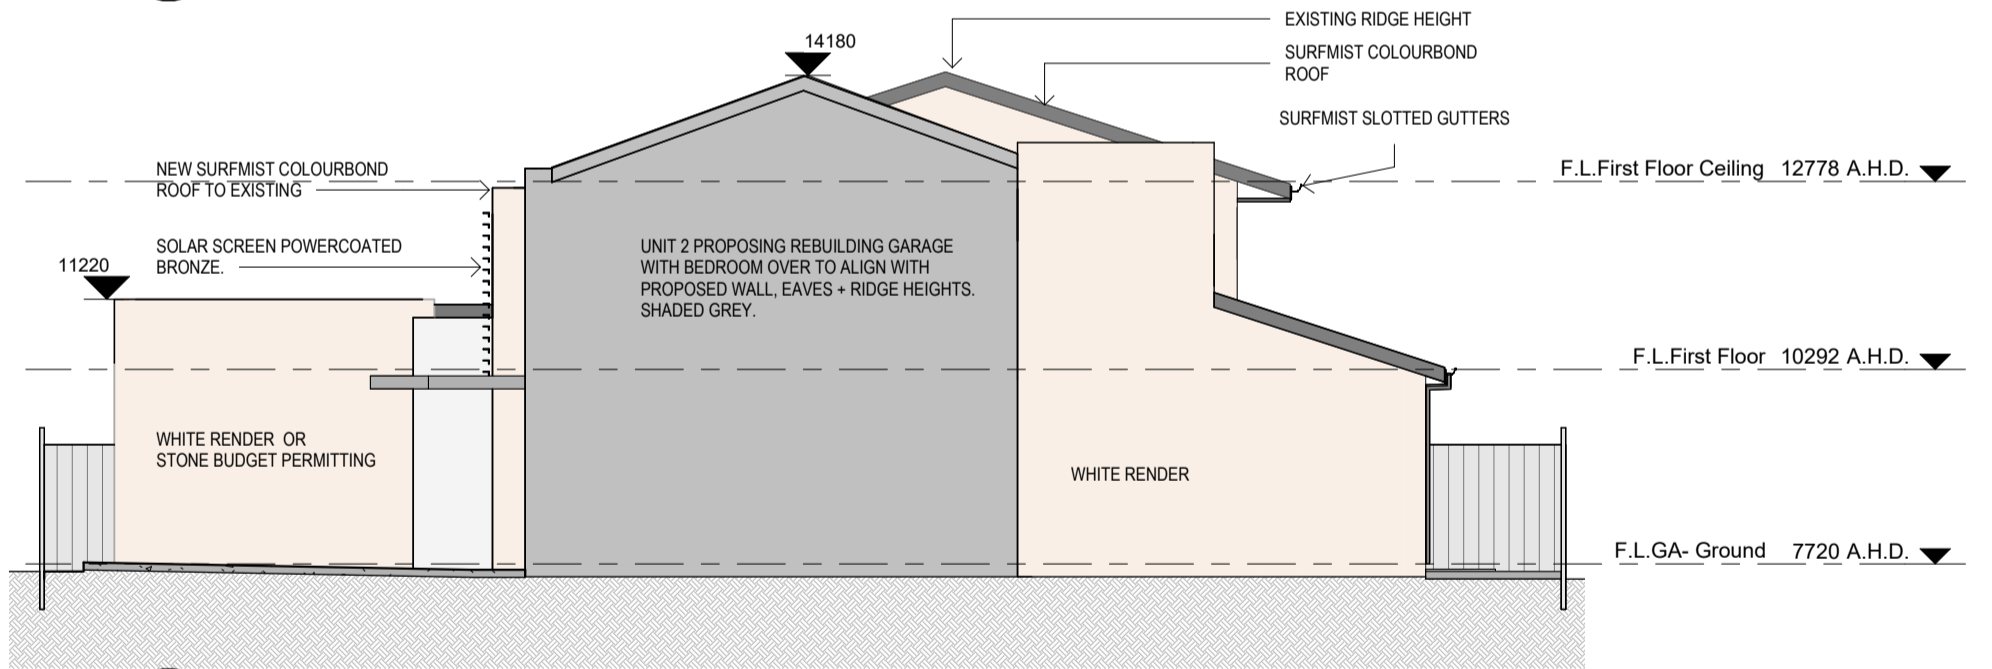 14180
EXISTING RIDGE HEIGHT
SURFMIST COLOURBOND
ROOF
SURFMIST SLOTTED GUTTERS
NEW SURFMIST COLOURBOND
ROOF TO EXISTING
F.L.First Floor Ceiling 12778 A.H.D.
SOLAR SCREEN POWERCOATED
BRONZE.
11220
UNIT 2 PROPOSING REBUILDING GARAGE
WITH BEDROOM OVER TO ALIGN WITH
PROPOSED WALL, EAVES + RIDGE HEIGHTS.
SHADED GREY.
F.L.First Floor 10292 A.H.D.
WHITE RENDER OR
STONE BUDGET PERMITTING
WHITE RENDER
F.L.GA- Ground 7720 A.H.D.